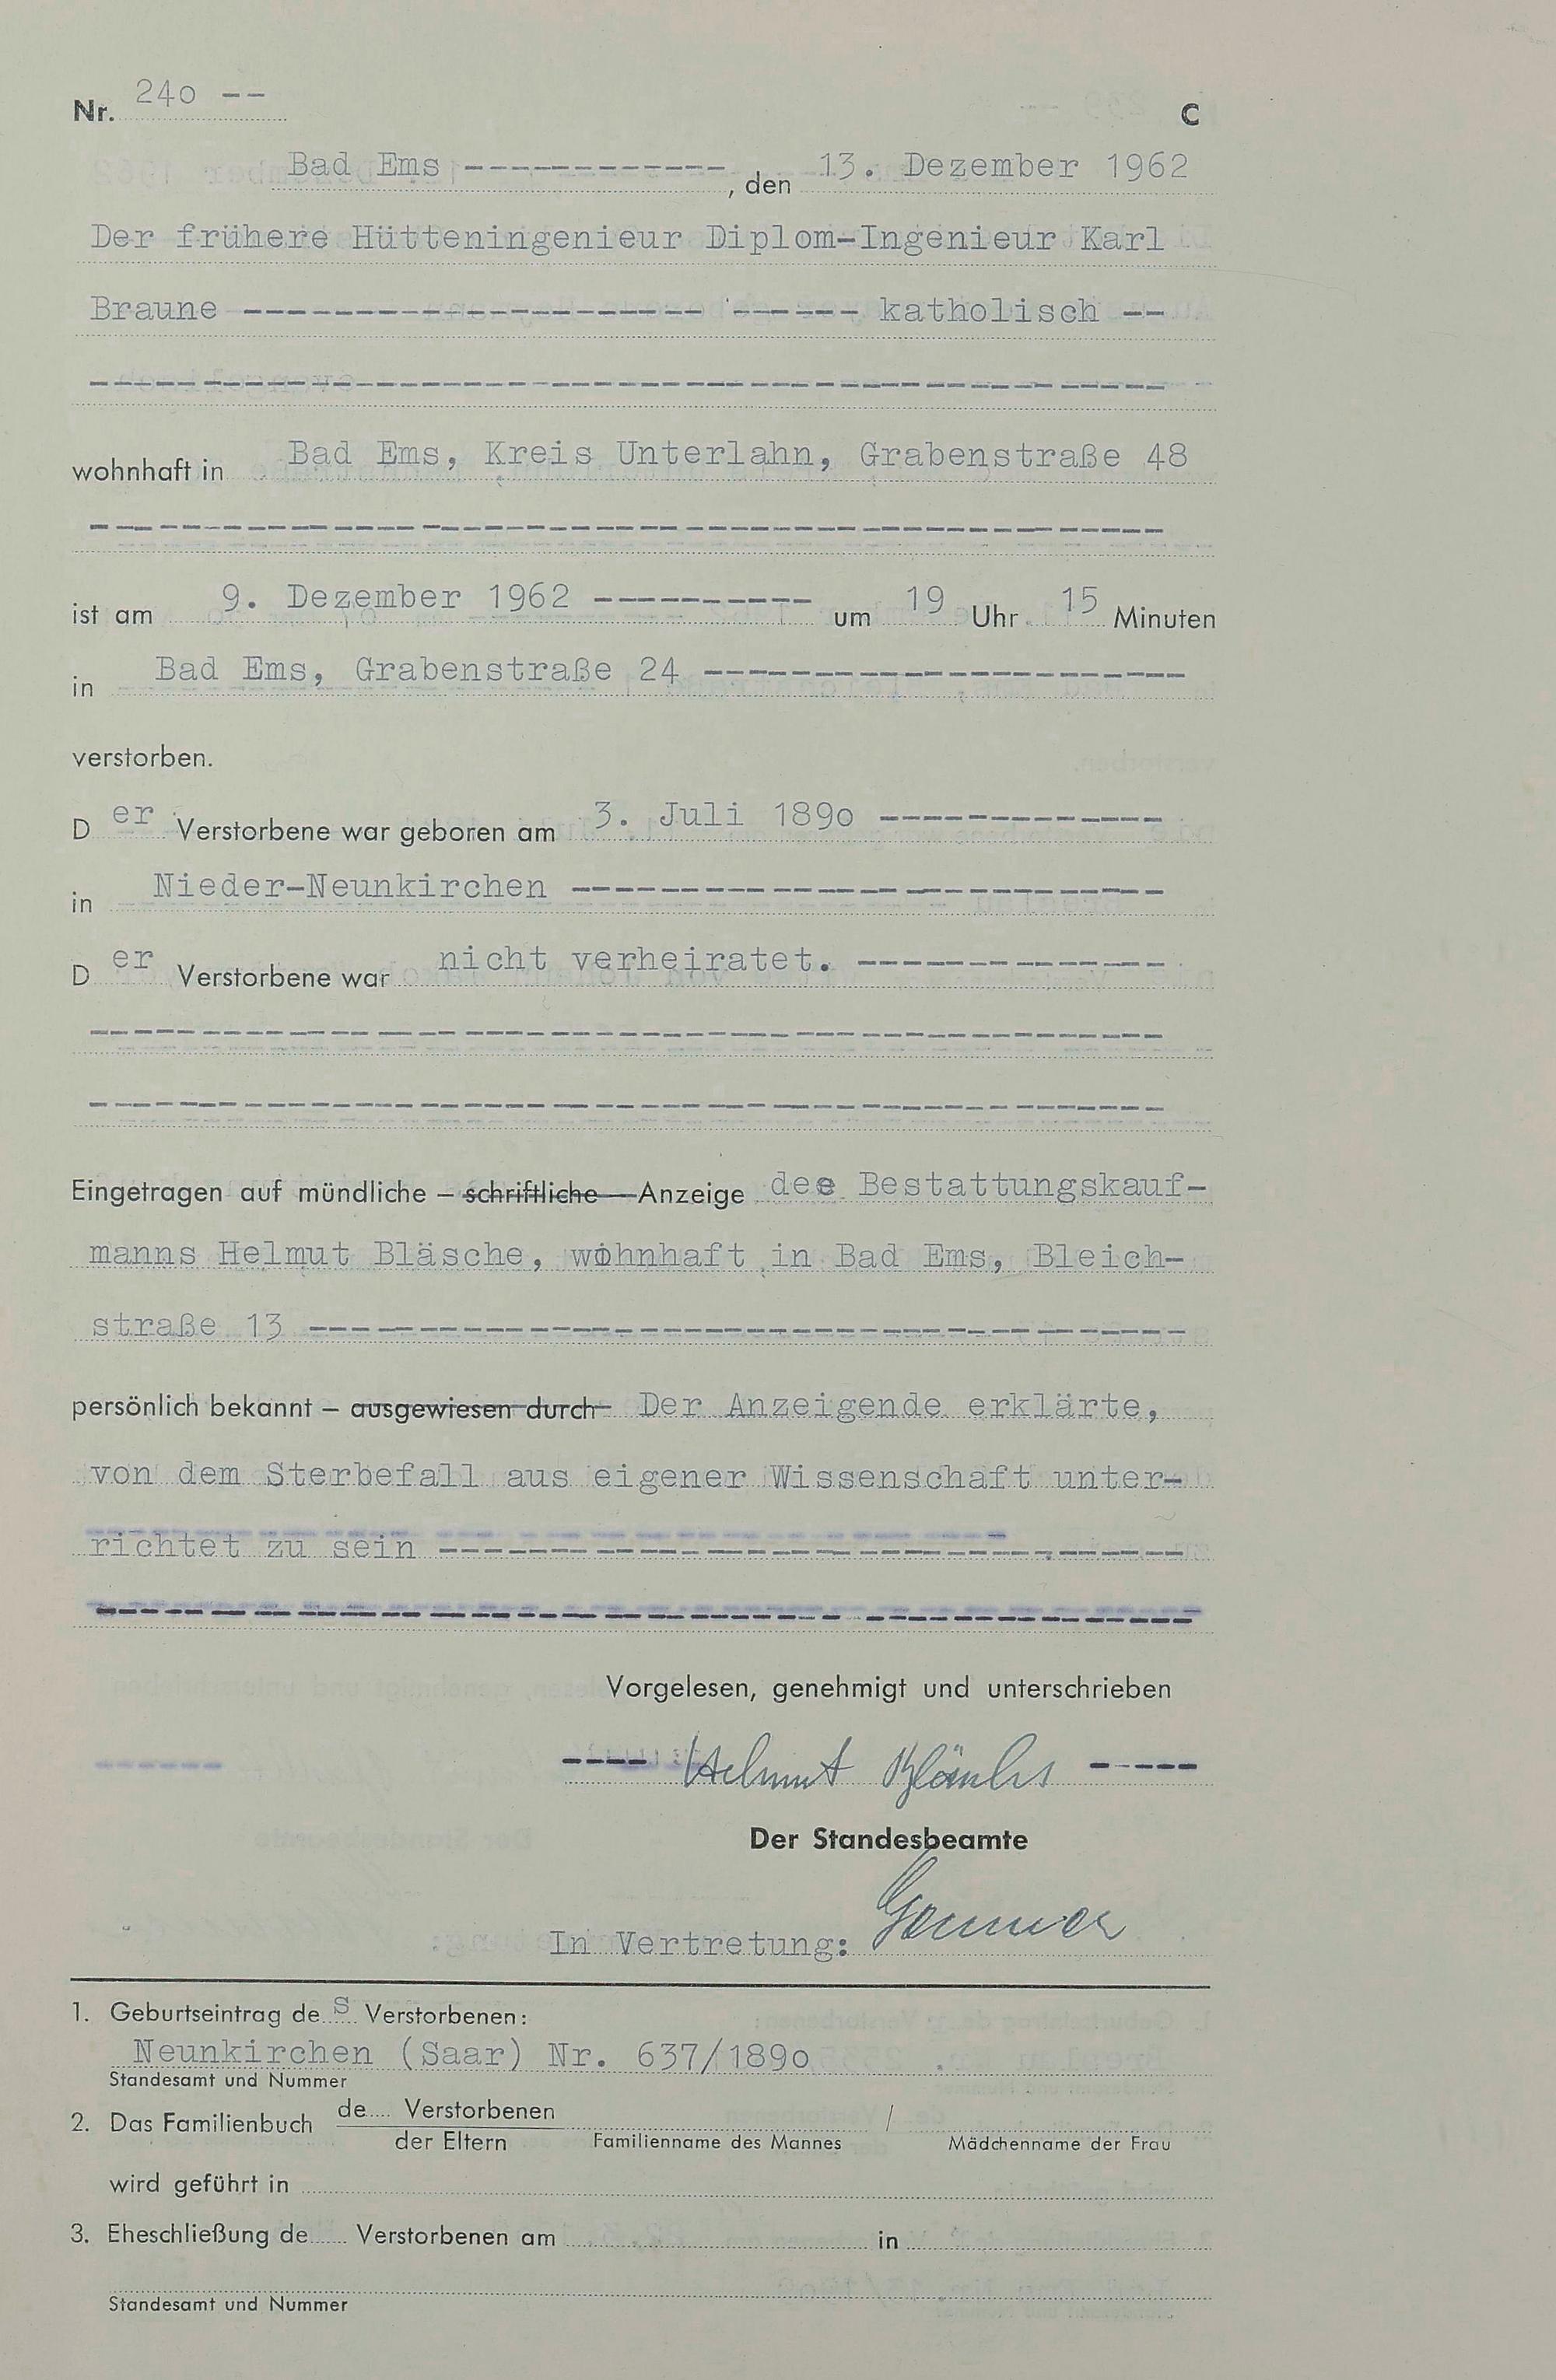 Nr. 24o --
C
Bad Ems ------------, den 13. Dezember 1962
Der frühere Hütteningenieur Diplom-Ingenieur Karl
Braune --------------------- ------ katholisch --
wohnhaft in Bad Ems, Kreis Unterlahn, Grabenstraße 48
ist am 9. Dezember 1962 ---------- um 19 Uhr 15 Minuten
in Bad Ems, Grabenstraße 24 ----------------------
verstorben.
Der Verstorbene war geboren am 3. Juli 189o -------------
in Nieder-Neunkirchen ---------------------------
Der Verstorbene war nicht verheiratet. --------------
Eingetragen auf mündliche – schriftliche – Anzeige des Bestattungskauf-
manns Helmut Bläsche, wohnhaft in Bad Ems, Bleich-
straße 13 ----------------------------------------
persönlich bekannt – ausgewiesen durch – Der Anzeigende erklärte,
von dem Sterbefall aus eigener Wissenschaft unter-
richtet zu sein ----------------------------------
Vorgelesen, genehmigt und unterschrieben
---- Helmut -----
Der Standesbeamte
In Vertretung:
1. Geburtseintrag des Verstorbenen:
Neunkirchen (Saar) Nr. 637/189o
Standesamt und Nummer
2. Das Familienbuch de.... Verstorbenen /
der Eltern Familienname des Mannes Mädchenname der Frau
wird geführt in
3. Eheschließung de...... Verstorbenen am in
Standesamt und Nummer